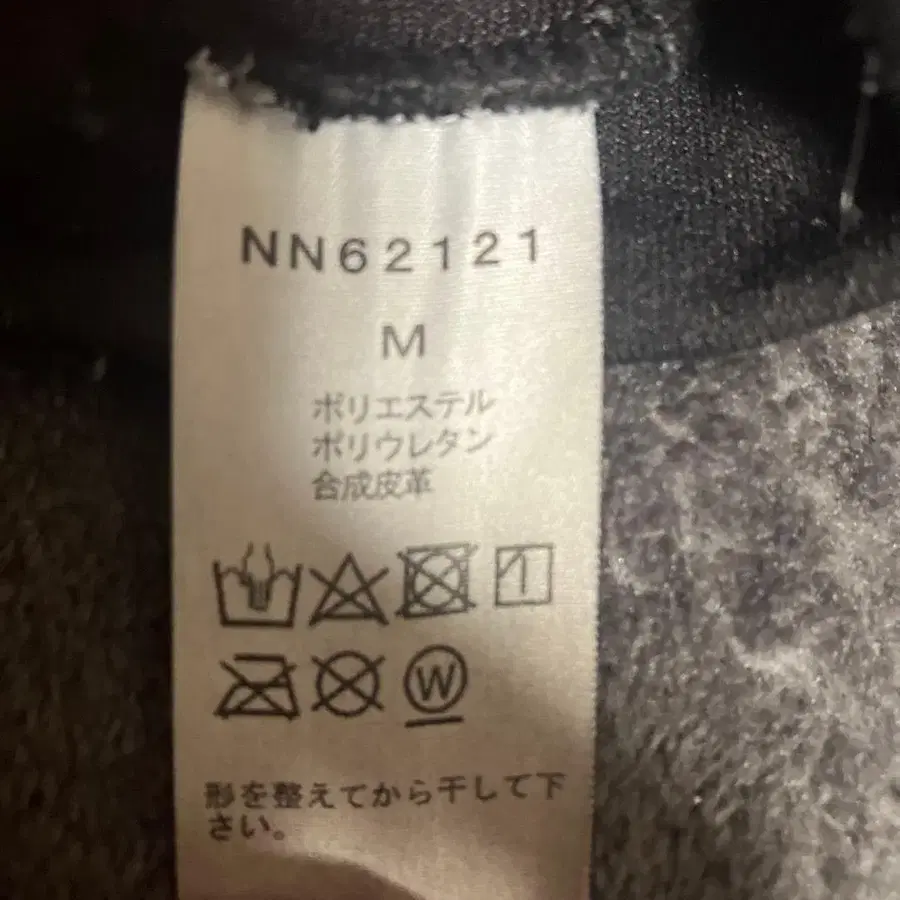 NN62121
M
ポリエステル
ポリウレタン
合成皮革
W
形を整えてから干して下
さい。